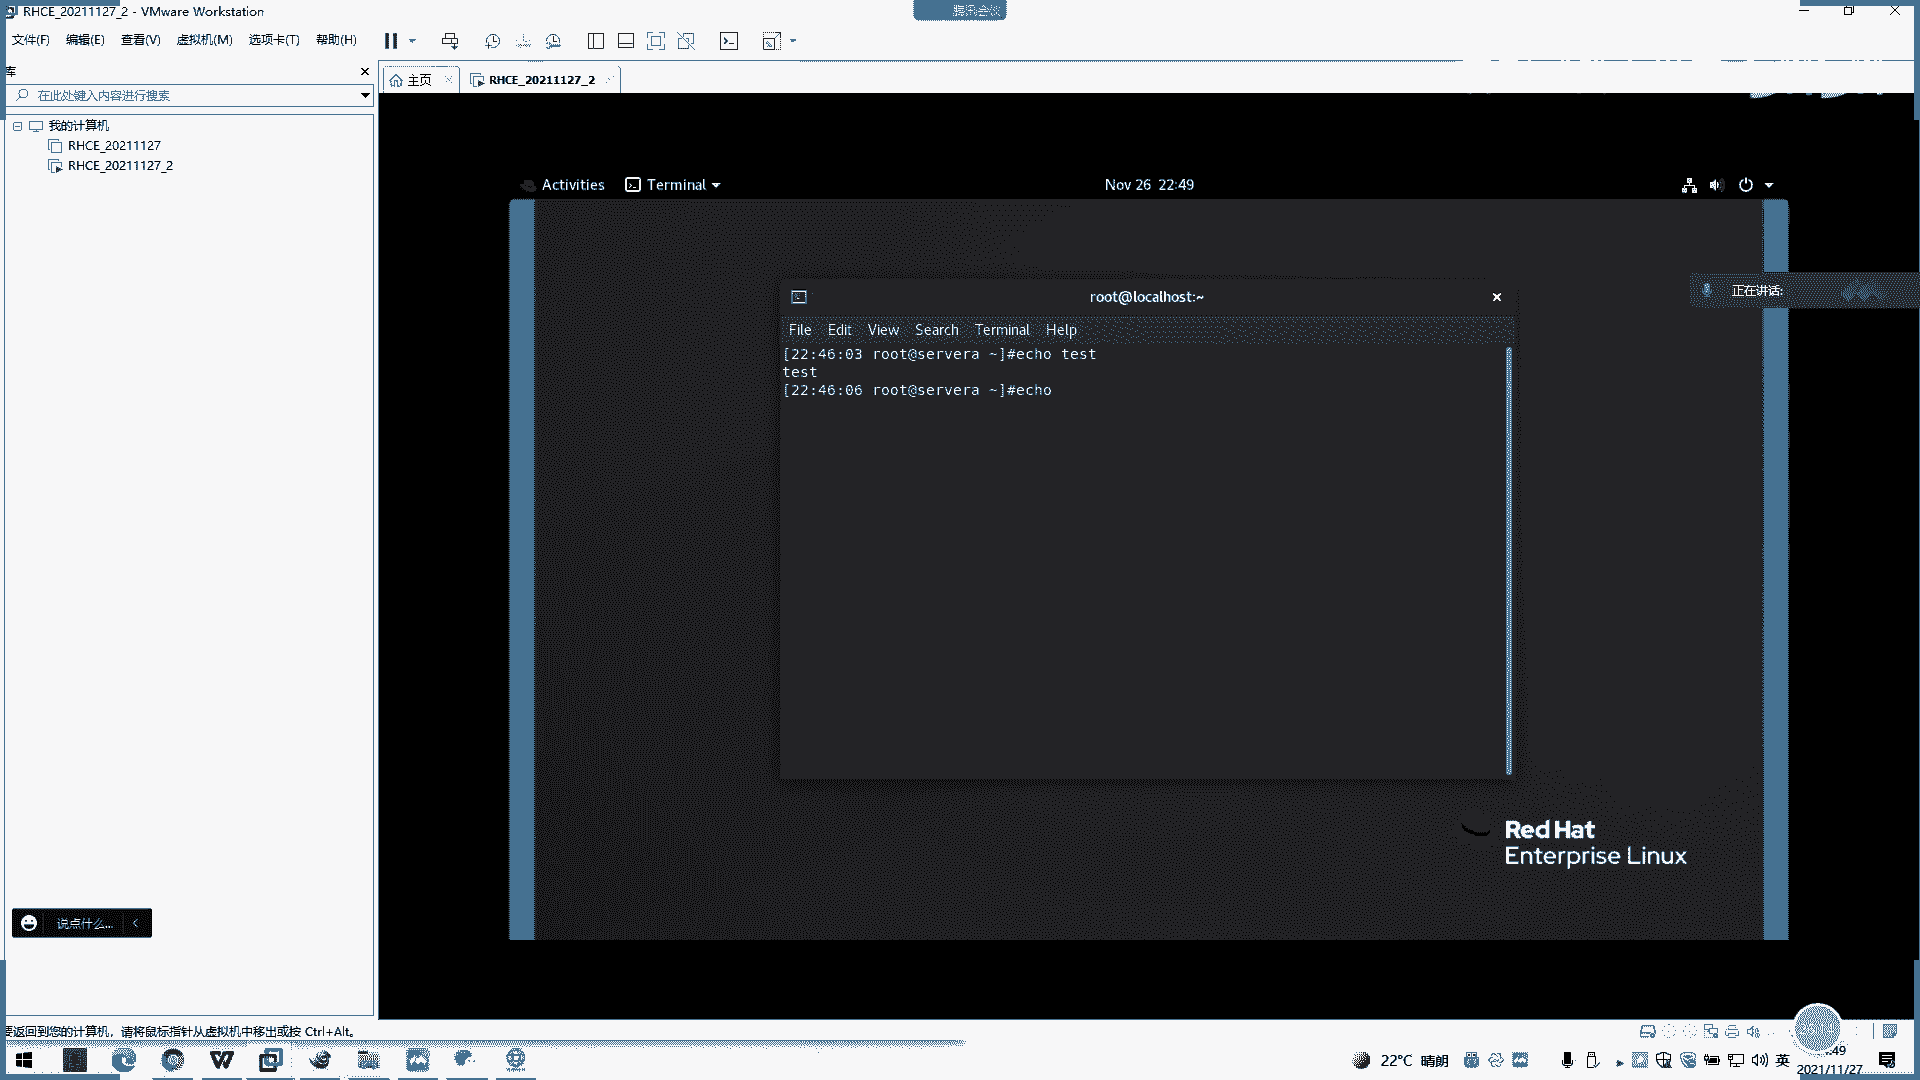 RHCE_20211127_2 - VMware Workstation
腾讯会议
文件(F) 编辑(E) 查看(V) 虚拟机(M) 选项卡(T) 帮助(H)
库
主页
RHCE_20211127_2
在此处键入内容进行搜索
我的计算机
RHCE_20211127
RHCE_20211127_2
Activities
Terminal
Nov 26 22:49
正在讲话:
root@localhost:~
File Edit View Search Terminal Help
[22:46:03 root@servera ~]#echo test
test
[22:46:06 root@servera ~]#echo
Red Hat
Enterprise Linux
说点什么...
要返回到您的计算机，请将鼠标指针从虚拟机中移出或按 Ctrl+Alt。
22°C 晴朗
英
:49
2021/11/27